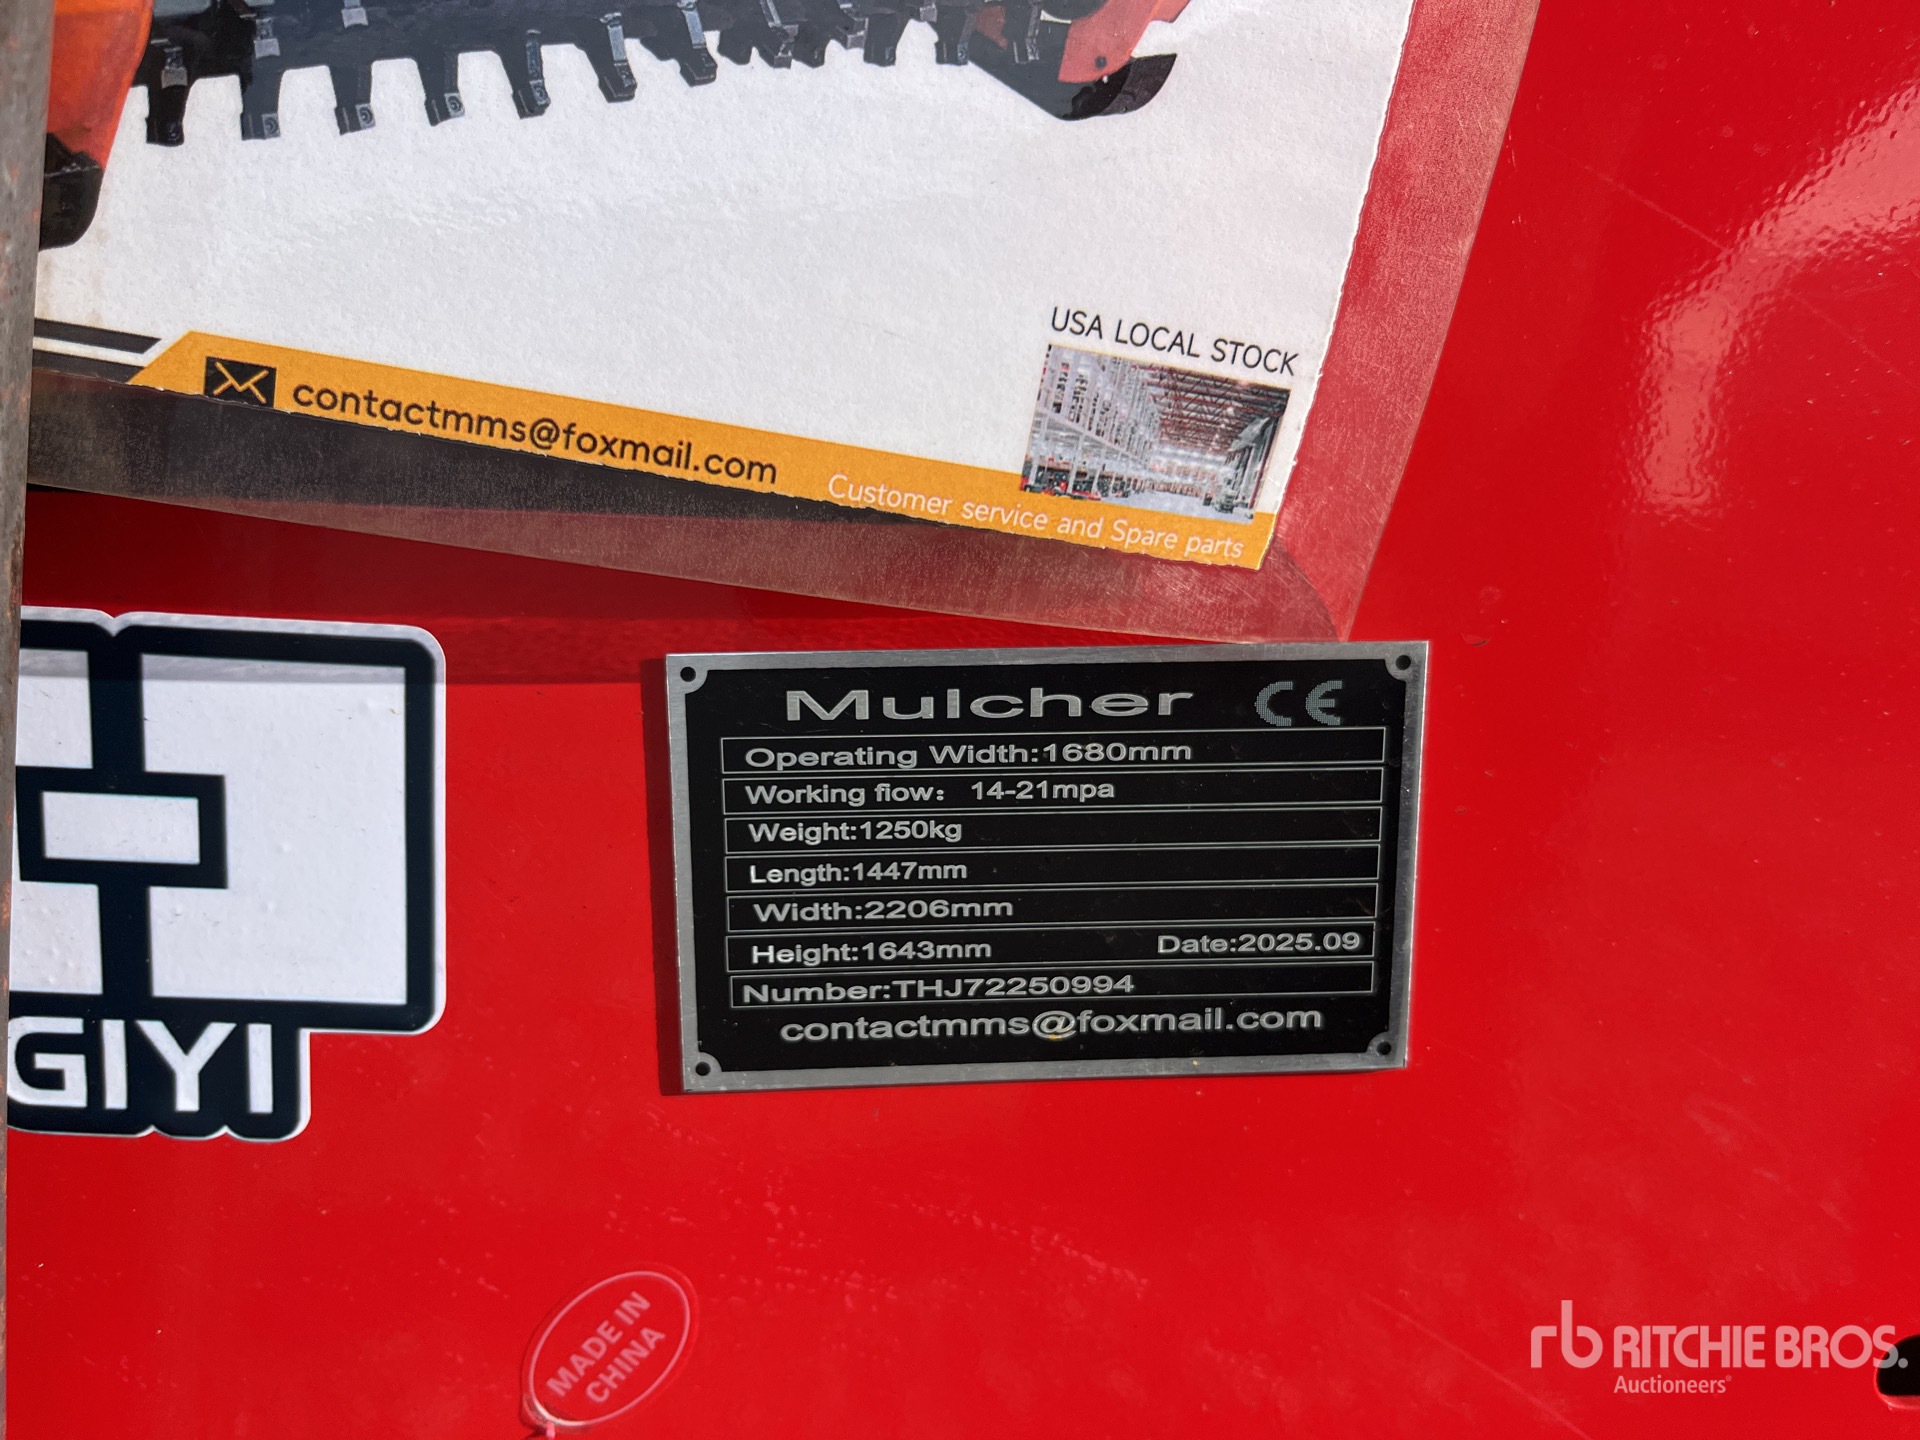 USA LOCAL STOCK
contactmms@foxmail.com
Customer service and Spare parts
GIYI
Mulcher CE
Operating Width:1680mm
Working flow: 14-21mpa
Weight:1250kg
Length:1447mm
Width:2206mm
Height:1643mm Date:2025.09
Number:THJ72250994
contactmms@foxmail.com
MADE IN
CHINA
rb RITCHIE BROS.
Auctioneers